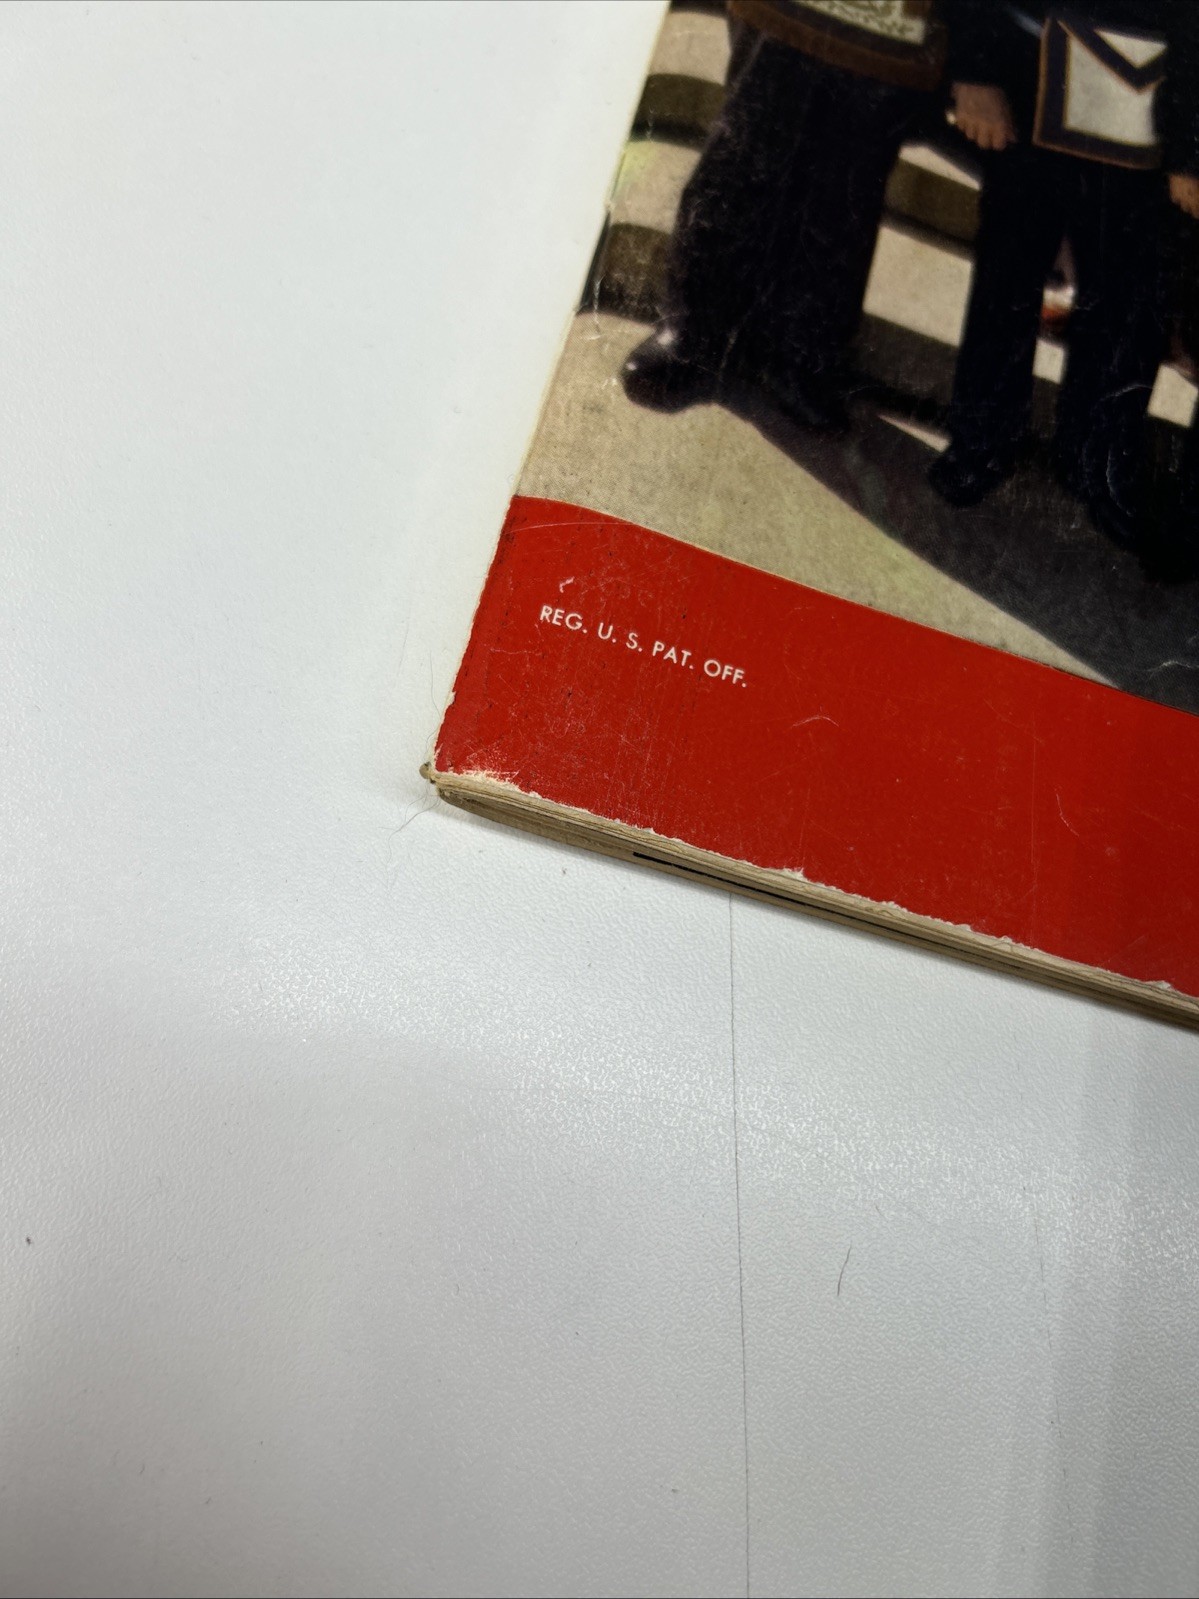 REG. U. S. PAT. OFF.